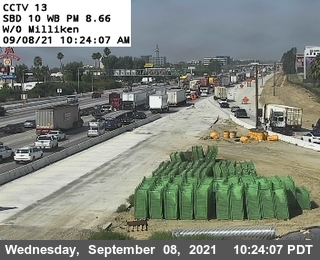 CCTV 13
SBD 10 WB PM 8.66
W/O Milliken
09/08/21 10:24:07 AM
Wednesday, September 08, 2021 10:24:07 PDT